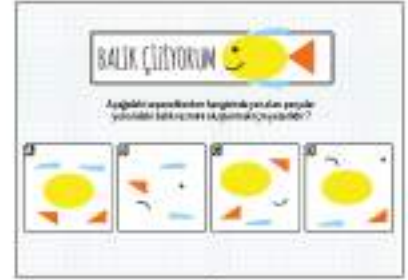 BALIK ÇİZİYORUM
Aşağıdaki seçeneklerden hangisinde yer alan parçalar
yukarıdaki balık resmini oluşturmak için yeterlidir?